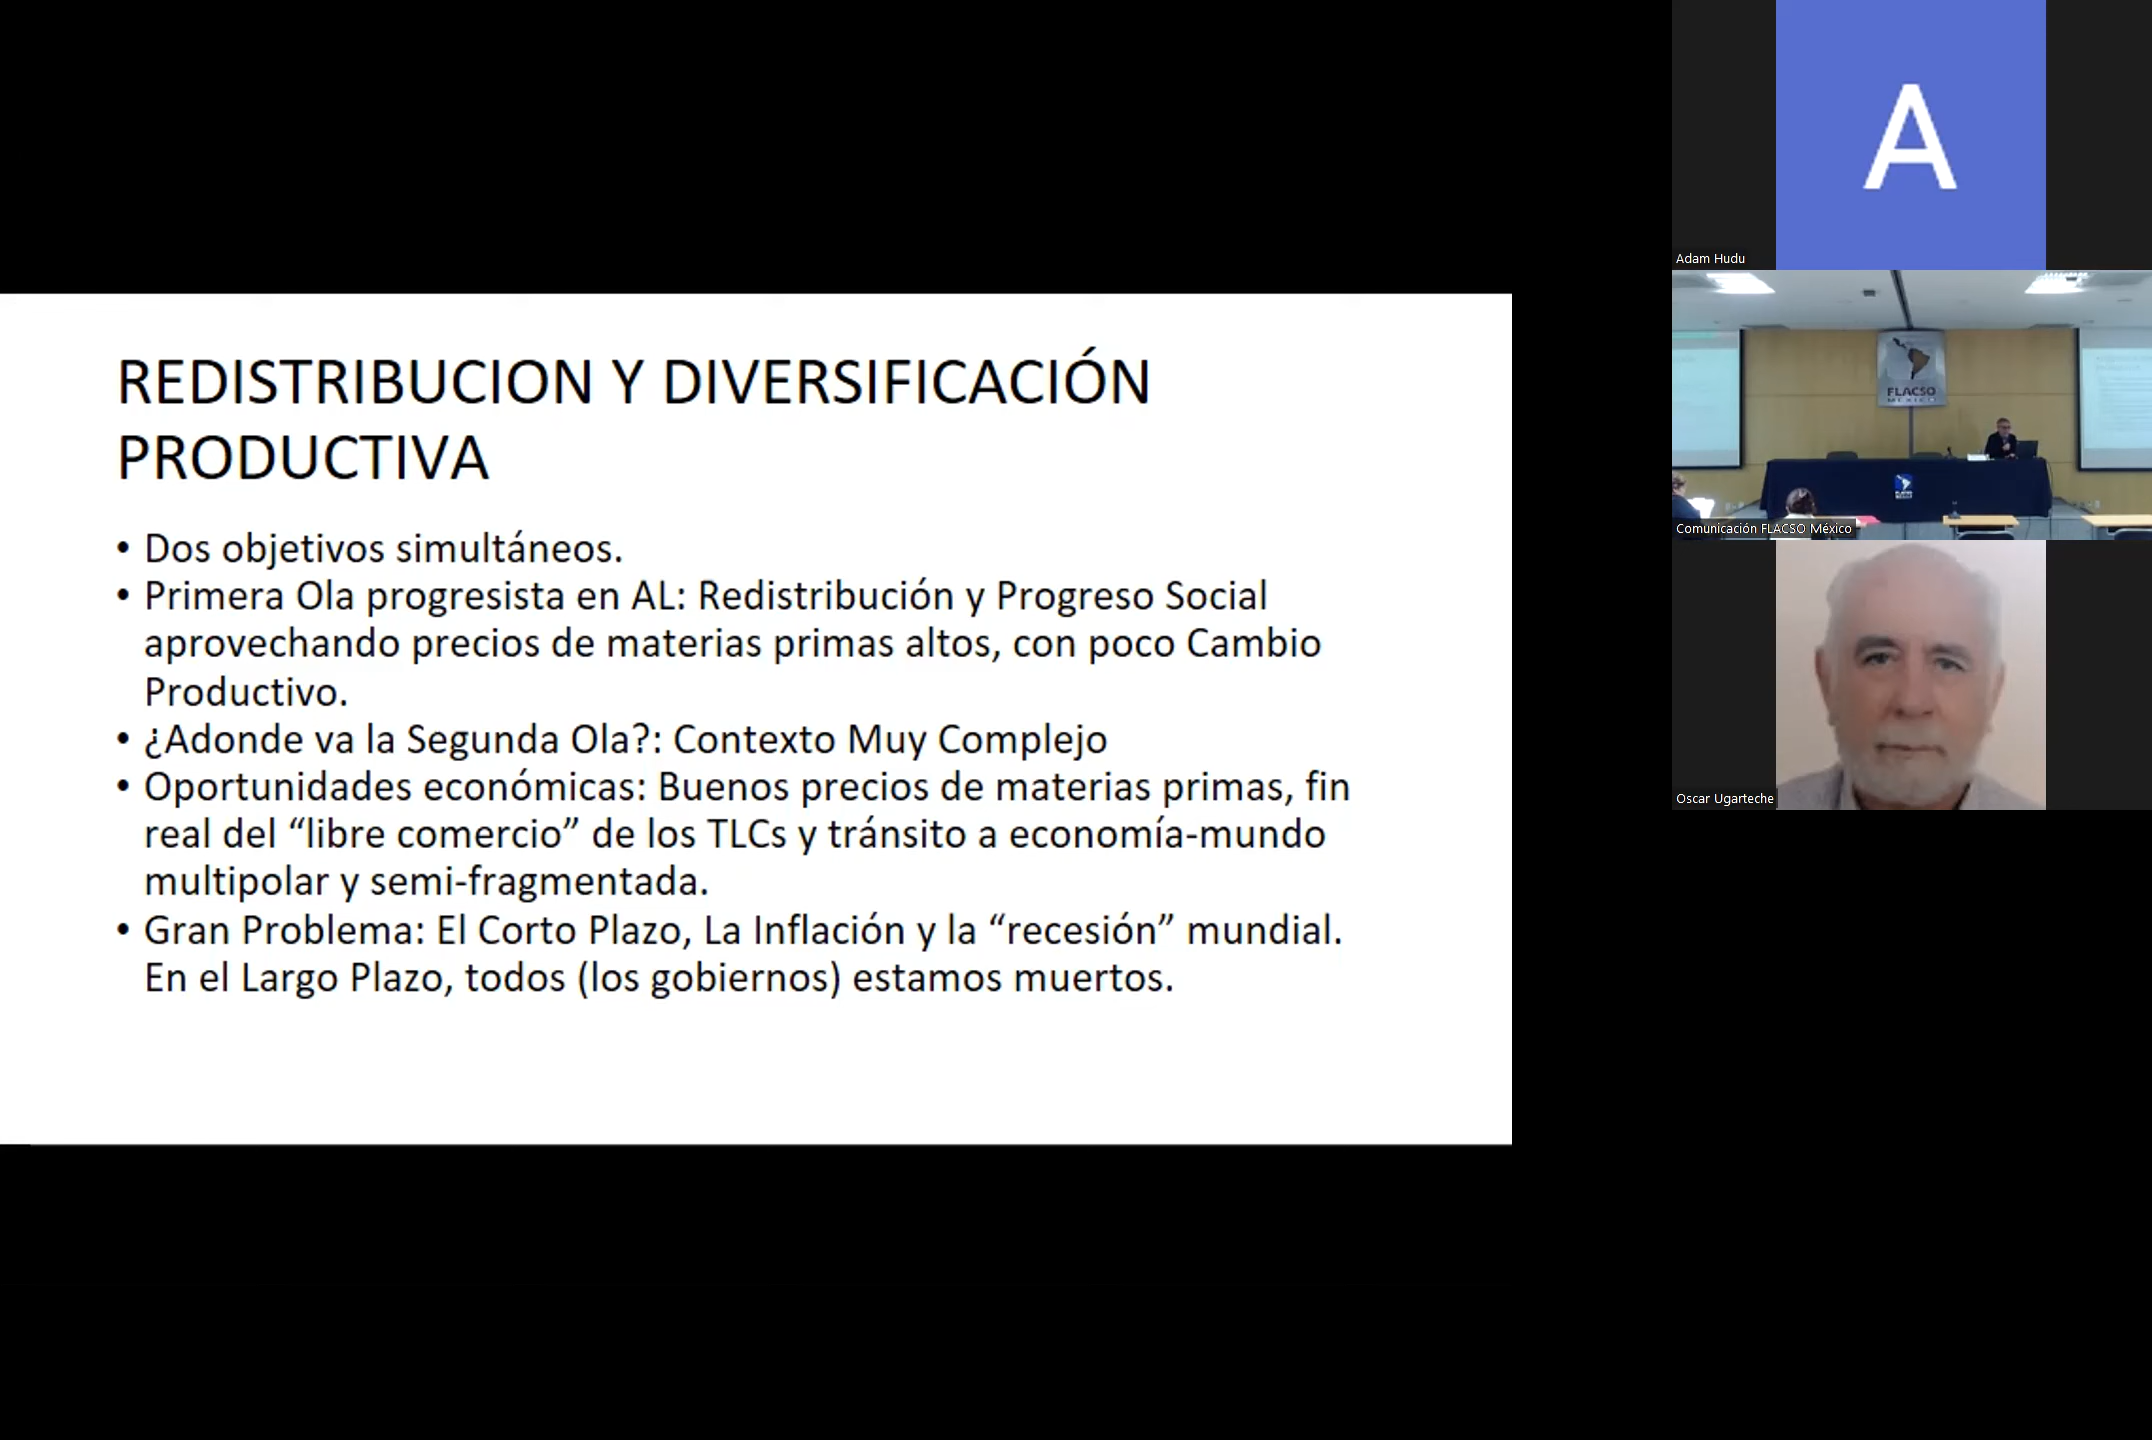 REDISTRIBUCION Y DIVERSIFICACIÓN
PRODUCTIVA
• Dos objetivos simultáneos.
• Primera Ola progresista en AL: Redistribución y Progreso Social
aprovechando precios de materias primas altos, con poco Cambio
Productivo.
• ¿Adonde va la Segunda Ola?: Contexto Muy Complejo
• Oportunidades económicas: Buenos precios de materias primas, fin
real del “libre comercio” de los TLCs y tránsito a economía-mundo
multipolar y semi-fragmentada.
• Gran Problema: El Corto Plazo, La Inflación y la “recesión” mundial.
En el Largo Plazo, todos (los gobiernos) estamos muertos.
A
Adam Hudu
FLACSO
MÉXICO
Comunicación FLACSO México
Oscar Ugarteche